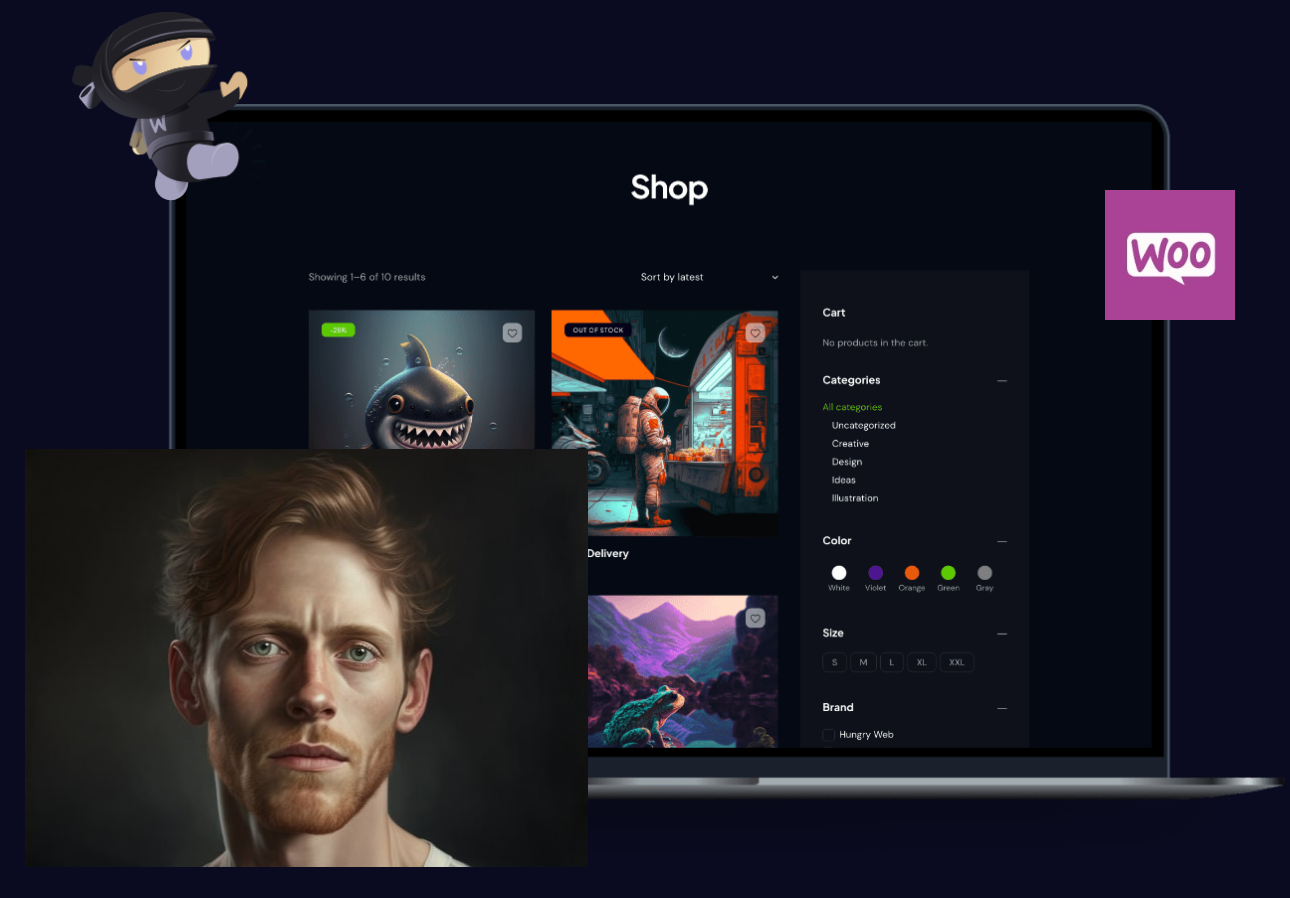 W
Shop
WOO
Showing 1–6 of 10 results
Sort by latest
-25%
OUT OF STOCK
Delivery
Cart
No products in the cart.
Categories
All categories
Uncategorized
Creative
Design
Ideas
Illustration
Color
White Violet Orange Green Gray
Size
S M L XL XXL
Brand
Hungry Web